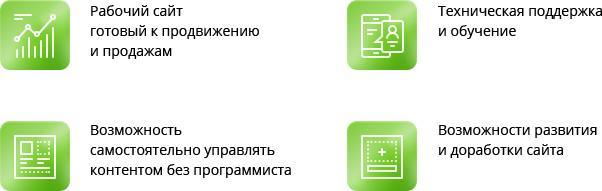 Рабочий сайт
готовый к продвижению
и продажам
Техническая поддержка
и обучение
Возможность
самостоятельно управлять
контентом без программиста
Возможности развития
и доработки сайта